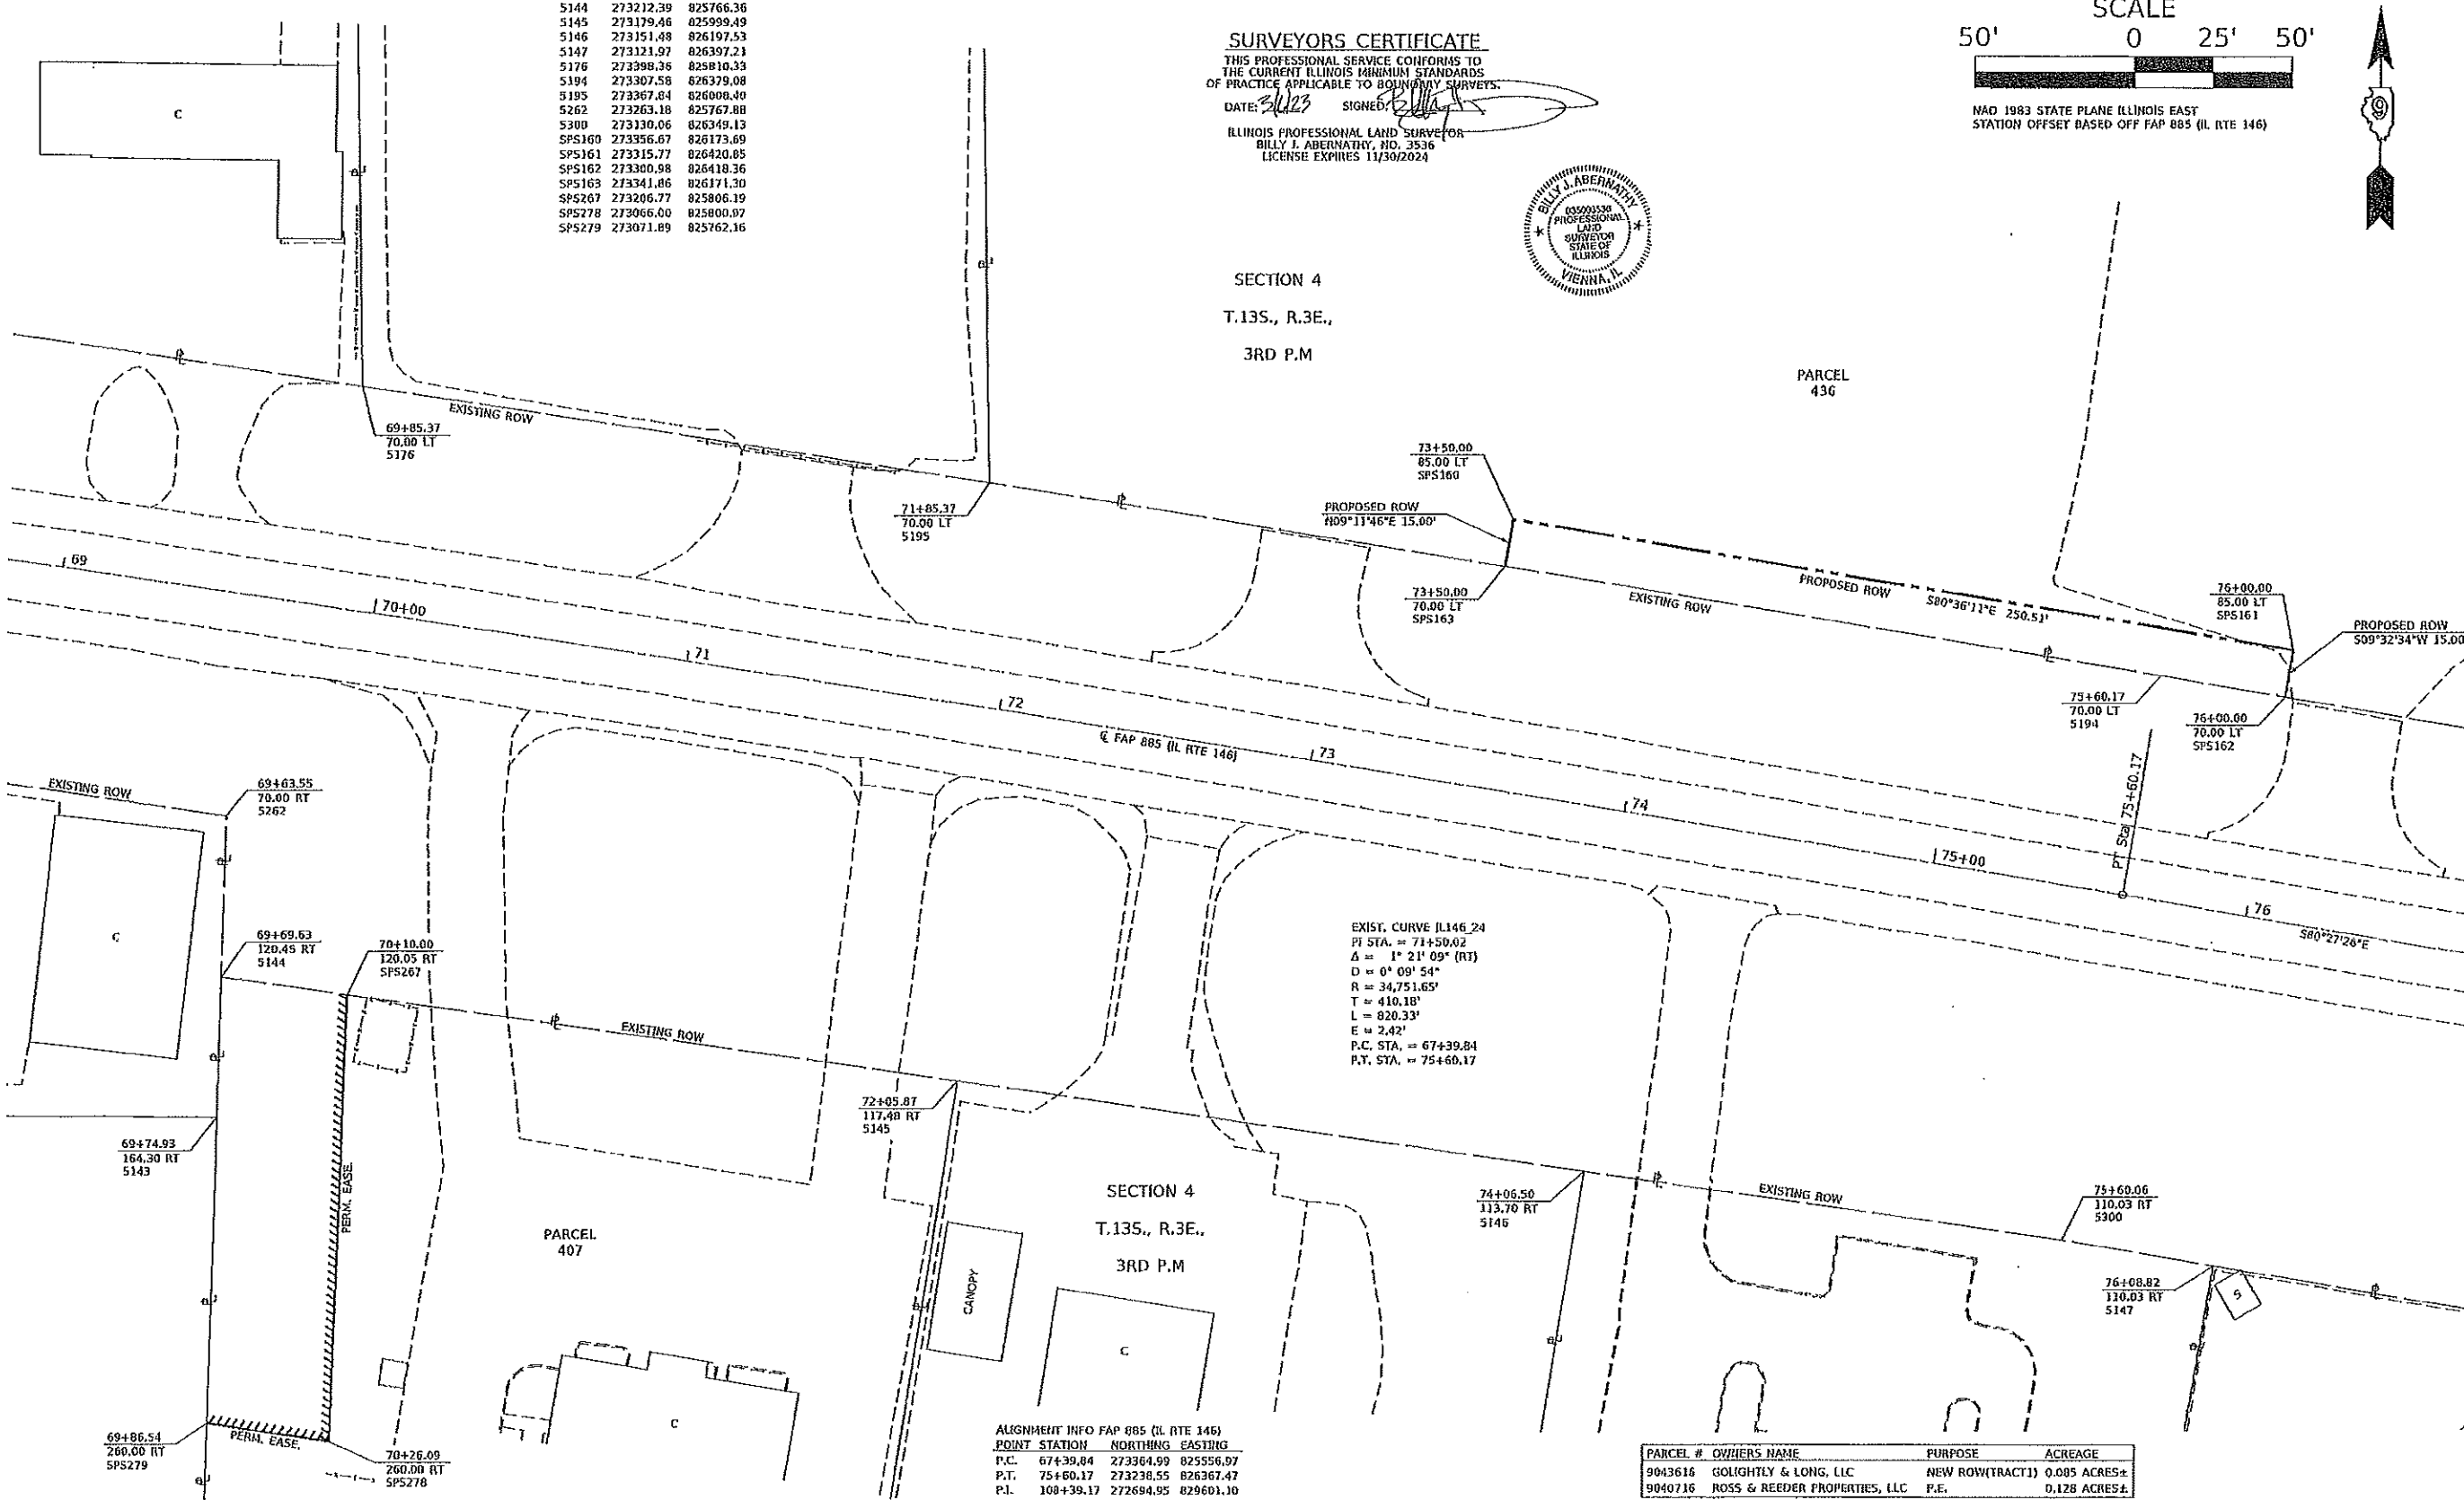 5144 273212.39 825766.36
5145 273179.46 825999.49
5146 273151.48 826197.53
5147 273121.97 826397.21
5176 273398.36 825810.33
5194 273307.58 826379.08
5195 273367.84 826008.40
5262 273263.18 825767.88
5300 273130.06 826349.13
SPS160 273356.67 826173.69
SPS161 273315.77 826420.85
SPS162 273300.98 826418.36
SPS163 273341.86 826171.30
SPS267 273206.77 825806.19
SPS278 273066.00 825800.97
SPS279 273071.89 825762.16
SURVEYORS CERTIFICATE
THIS PROFESSIONAL SERVICE CONFORMS TO
THE CURRENT ILLINOIS MINIMUM STANDARDS
OF PRACTICE APPLICABLE TO BOUNDARY SURVEYS.
DATE: SIGNED:
ILLINOIS PROFESSIONAL LAND SURVEYOR
BILLY J. ABERNATHY, NO. 3536
LICENSE EXPIRES 11/30/2024
BILLY J. ABERNATHY
PROFESSIONAL
LAND
SURVEYOR
STATE OF
ILLINOIS
VIENNA, IL
SCALE
50' 0 25' 50'
NAD 1983 STATE PLANE ILLINOIS EAST
STATION OFFSET BASED OFF FAP 885 (IL RTE 146)
9
C
SECTION 4
T.13S., R.3E.,
3RD P.M
PARCEL
436
EXISTING ROW
69+85.37
70.00 LT
5176
71+85.37
70.00 LT
5195
73+50.00
85.00 LT
SPS160
PROPOSED ROW
N09°11'46"E 15.00'
73+50.00
70.00 LT
SPS163
EXISTING ROW
PROPOSED ROW
S80°36'11"E 250.51'
76+00.00
85.00 LT
SPS161
PROPOSED ROW
S09°32'34"W 15.00
75+60.17
70.00 LT
5194
76+00.00
70.00 LT
SPS162
69
70+00
71
72
73
74
75+00
76
℄ FAP 885 (IL RTE 146)
PT Sta 75+60.17
S80°27'26"E
EXISTING ROW
69+63.55
70.00 RT
5262
C
69+69.63
120.45 RT
5144
70+10.00
120.05 RT
SPS267
EXISTING ROW
EXIST. CURVE IL146_24
PI STA. = 71+50.02
Δ = 1° 21' 09" (RT)
D = 0° 09' 54"
R = 34,751.65'
T = 410.18'
L = 820.33'
E = 2.42'
P.C. STA. = 67+39.84
P.T. STA. = 75+60.17
72+05.87
117.48 RT
5145
69+74.93
164.30 RT
5143
PERM. EASE.
PARCEL
407
SECTION 4
T.13S., R.3E.,
3RD P.M
CANOPY
C
C
74+06.50
113.70 RT
5146
EXISTING ROW
75+60.06
110.03 RT
5300
76+08.82
110.03 RT
5147
S
69+86.54
260.00 RT
SPS279
PERM. EASE.
70+26.09
260.00 RT
SPS278
ALIGNMENT INFO FAP 885 (IL RTE 146)
POINT STATION NORTHING EASTING
P.C. 67+39.84 273364.99 825556.97
P.T. 75+60.17 273238.55 826367.47
P.I. 108+39.17 272694.95 829601.10
PARCEL # OWNERS NAME PURPOSE ACREAGE
9043616 GOLIGHTLY & LONG, LLC NEW ROW(TRACT1) 0.085 ACRES±
9040716 ROSS & REEDER PROPERTIES, LLC P.E. 0.128 ACRES±